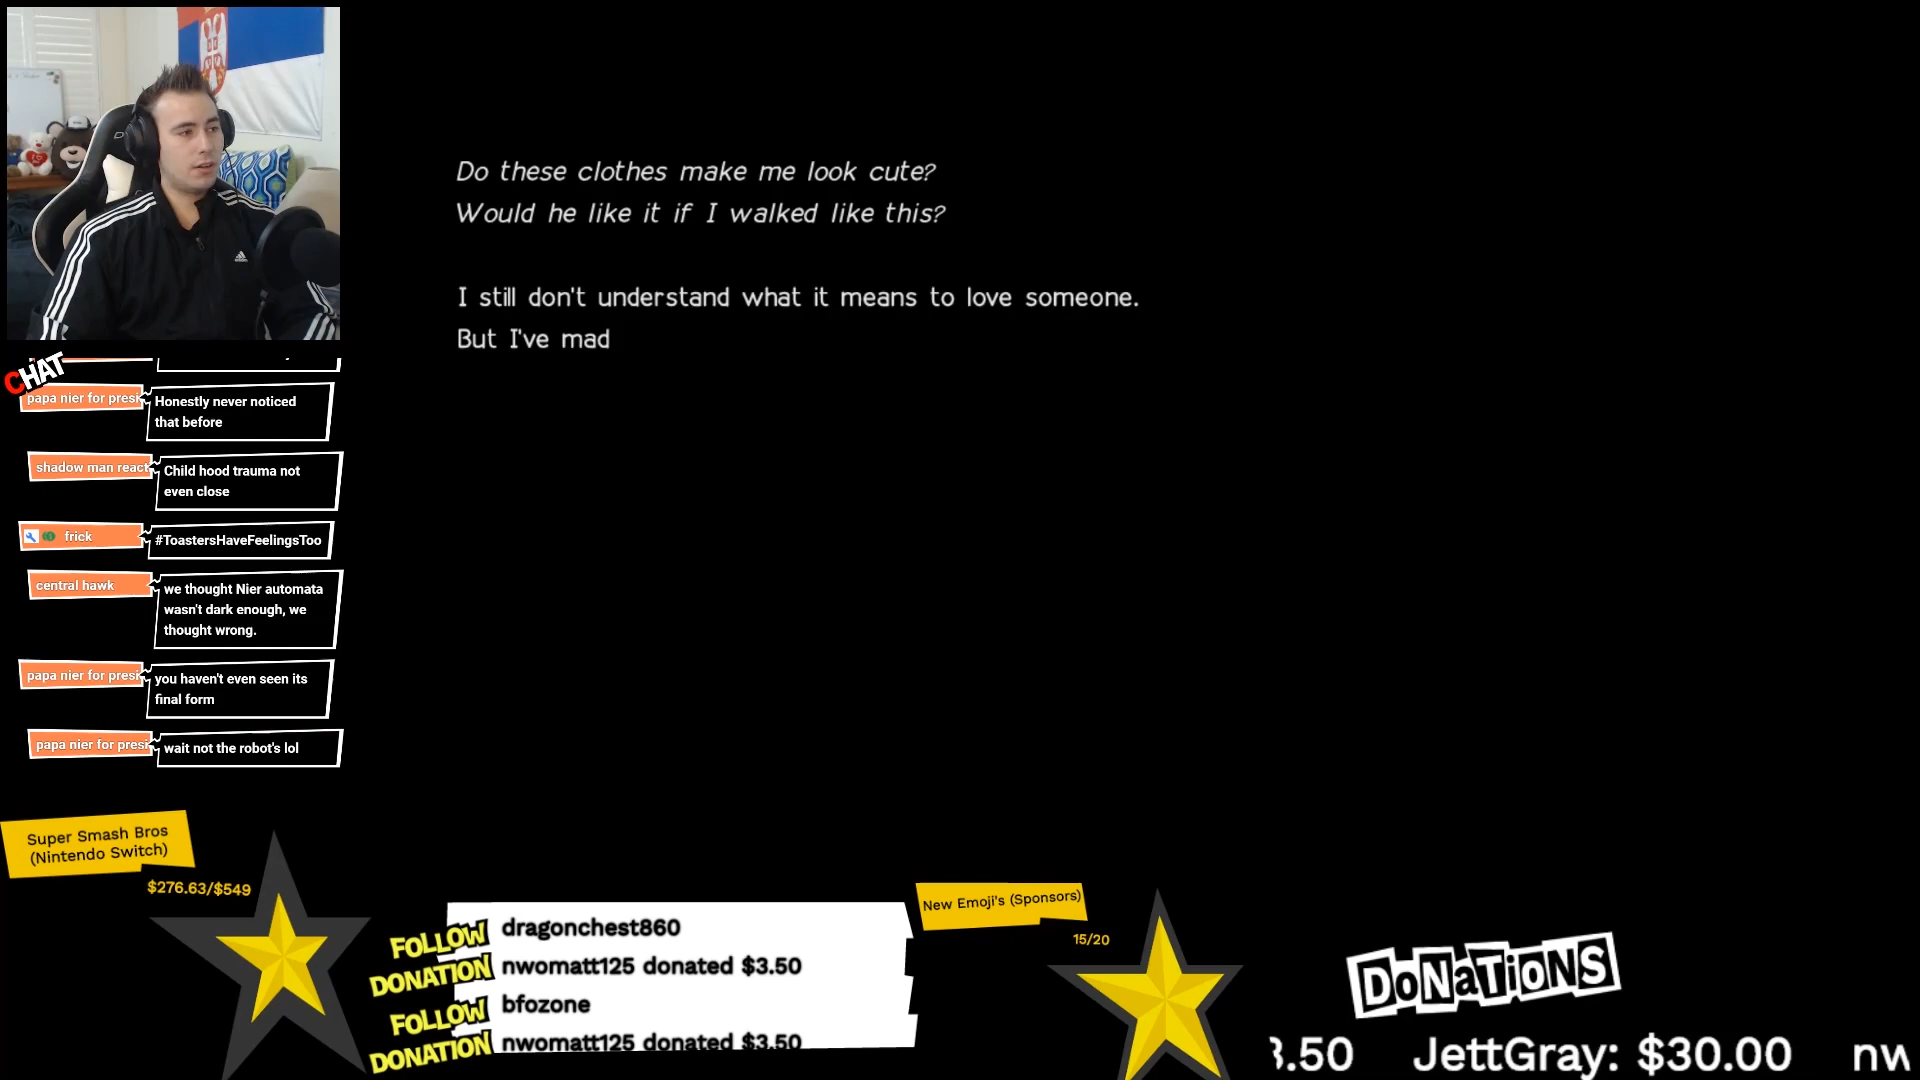 Do these clothes make me look cute?
Would he like it if I walked like this?
I still don't understand what it means to love someone.
But I've mad
CHAT
papa nier for presi
Honestly never noticed
that before
shadow man react
Child hood trauma not
even close
frick
#ToastersHaveFeelingsToo
central hawk
we thought Nier automata
wasn't dark enough, we
thought wrong.
papa nier for presi
you haven't even seen its
final form
papa nier for presi
wait not the robot's lol
Super Smash Bros
(Nintendo Switch)
$276.63/$549
FOLLOW dragonchest860
DONATION nwomatt125 donated $3.50
FOLLOW bfozone
DONATION nwomatt125 donated $3.50
New Emoji's (Sponsors)
15/20
DONATIONS
3.50 JettGray: $30.00 nw